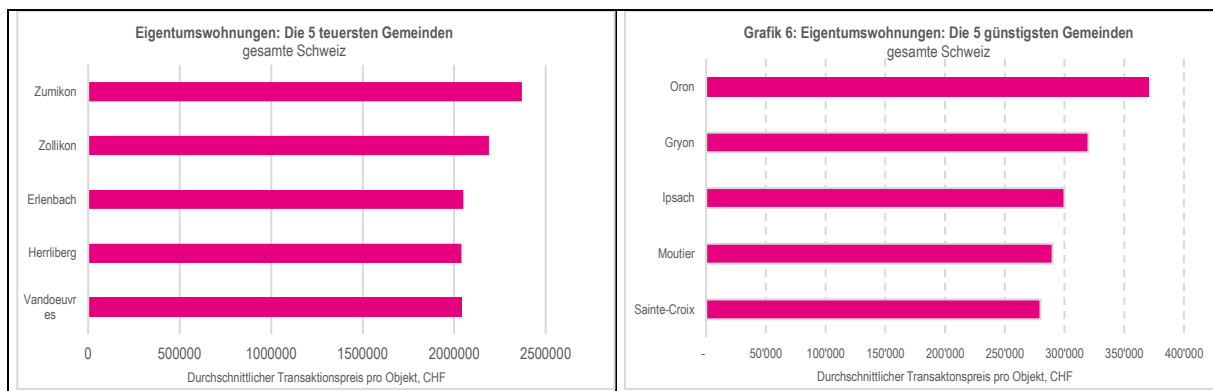 Eigentumswohnungen: Die 5 teuersten Gemeinden
gesamte Schweiz
Zumikon
Zollikon
Erlenbach
Herrliberg
Vandoeuvr
es
0 500000 1000000 1500000 2000000 2500000
Durchschnittlicher Transaktionspreis pro Objekt, CHF
Grafik 6: Eigentumswohnungen: Die 5 günstigsten Gemeinden
gesamte Schweiz
Oron
Gryon
Ipsach
Moutier
Sainte-Croix
- 50'000 100'000 150'000 200'000 250'000 300'000 350'000 400'000
Durchschnittlicher Transaktionspreis pro Objekt, CHF